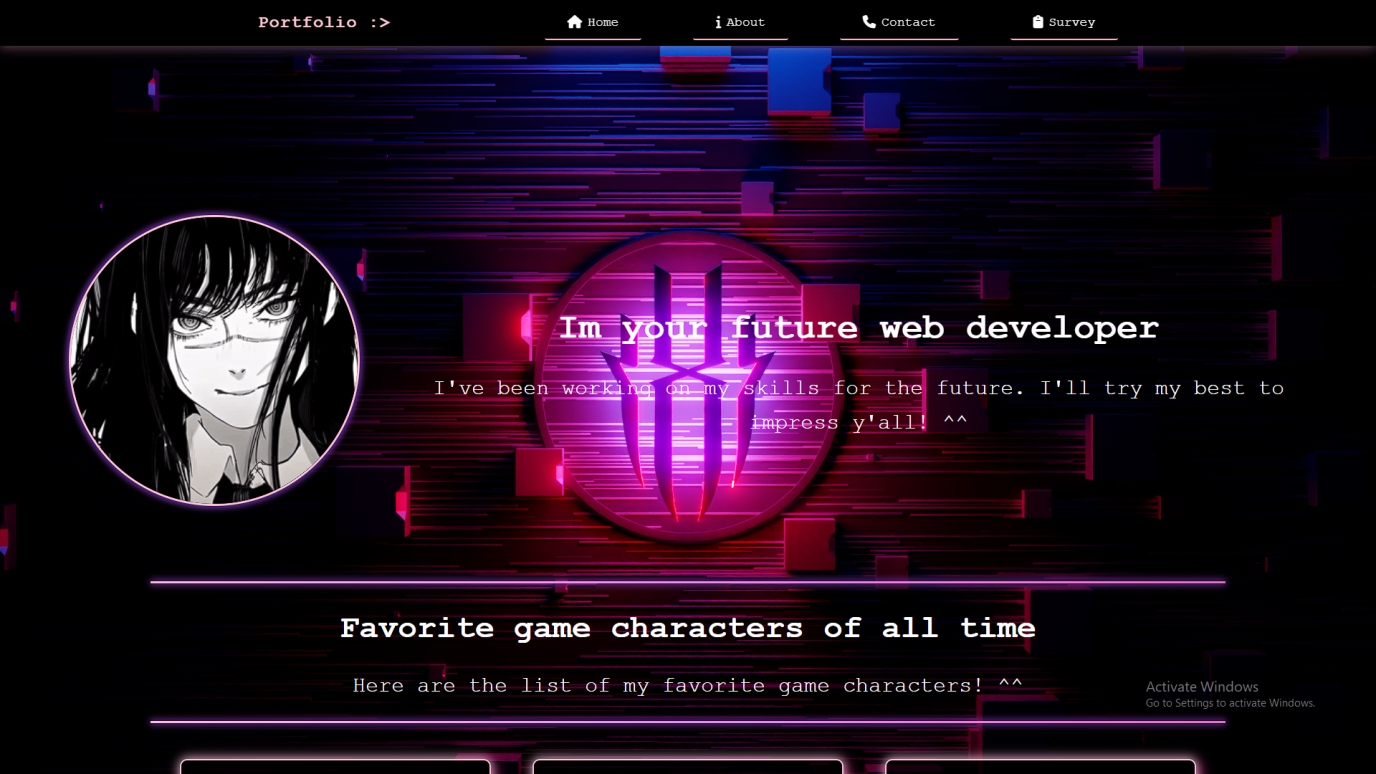 Portfolio :>
Home
About
Contact
Survey
Im your future web developer
I've been working on my skills for the future. I'll try my best to
impress y'all! ^^
Favorite game characters of all time
Here are the list of my favorite game characters! ^^
Activate Windows
Go to Settings to activate Windows.